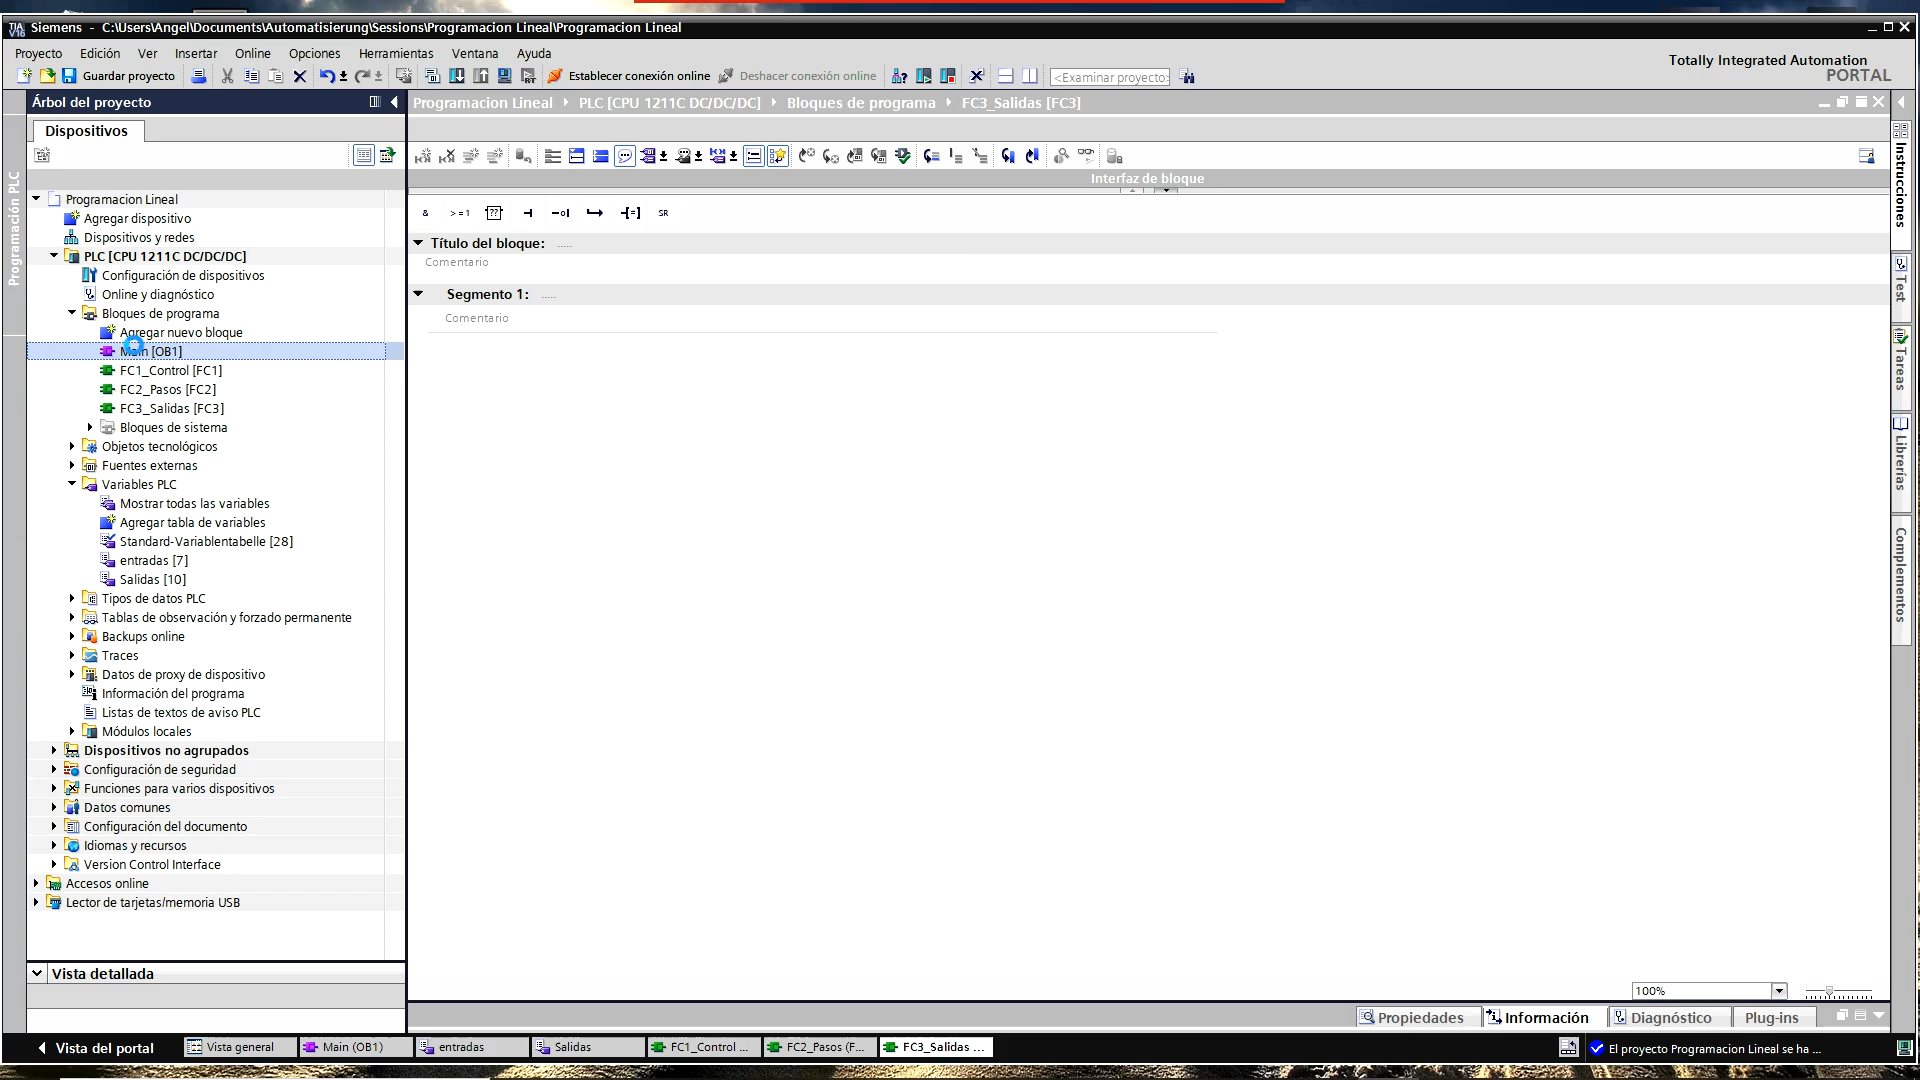 Siemens - C:\Users\Angel\Documents\Automatisierung\Sessions\Programacion Lineal\Programacion Lineal
Proyecto Edición Ver Insertar Online Opciones Herramientas Ventana Ayuda
Totally Integrated Automation
PORTAL
Guardar proyecto
Establecer conexión online
Deshacer conexión online
<Examinar proyecto>
Árbol del proyecto
Programacion Lineal PLC [CPU 1211C DC/DC/DC] Bloques de programa FC3_Salidas [FC3]
Dispositivos
Programación PLC
Programacion Lineal
Agregar dispositivo
Dispositivos y redes
PLC [CPU 1211C DC/DC/DC]
Configuración de dispositivos
Online y diagnóstico
Bloques de programa
Agregar nuevo bloque
Main [OB1]
FC1_Control [FC1]
FC2_Pasos [FC2]
FC3_Salidas [FC3]
Bloques de sistema
Objetos tecnológicos
Fuentes externas
Variables PLC
Mostrar todas las variables
Agregar tabla de variables
Standard-Variablentabelle [28]
entradas [7]
Salidas [10]
Tipos de datos PLC
Tablas de observación y forzado permanente
Backups online
Traces
Datos de proxy de dispositivo
Información del programa
Listas de textos de aviso PLC
Módulos locales
Dispositivos no agrupados
Configuración de seguridad
Funciones para varios dispositivos
Datos comunes
Configuración del documento
Idiomas y recursos
Version Control Interface
Accesos online
Lector de tarjetas/memoria USB
Vista detallada
Interfaz de bloque
& >=1 ?? SR
Título del bloque: .....
Comentario
Segmento 1: .....
Comentario
100%
Instrucciones
Test
Tareas
Librerías
Complementos
Propiedades Información Diagnóstico Plug-ins
Vista del portal
Vista general
Main (OB1)
entradas
Salidas
FC1_Control ...
FC2_Pasos (F...
FC3_Salidas ...
El proyecto Programacion Lineal se ha ...